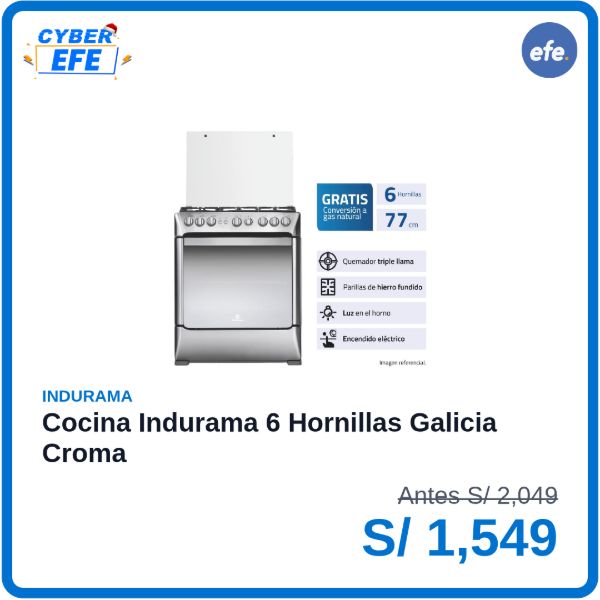 CYBER
EFE
efe.
GRATIS
Conversión a
gas natural
6 Hornillas
77 cm
Quemador triple llama
Parillas de hierro fundido
Luz en el horno
Encendido eléctrico
Imagen referencial.
INDURAMA
Cocina Indurama 6 Hornillas Galicia
Croma
Antes S/ 2,049
S/ 1,549